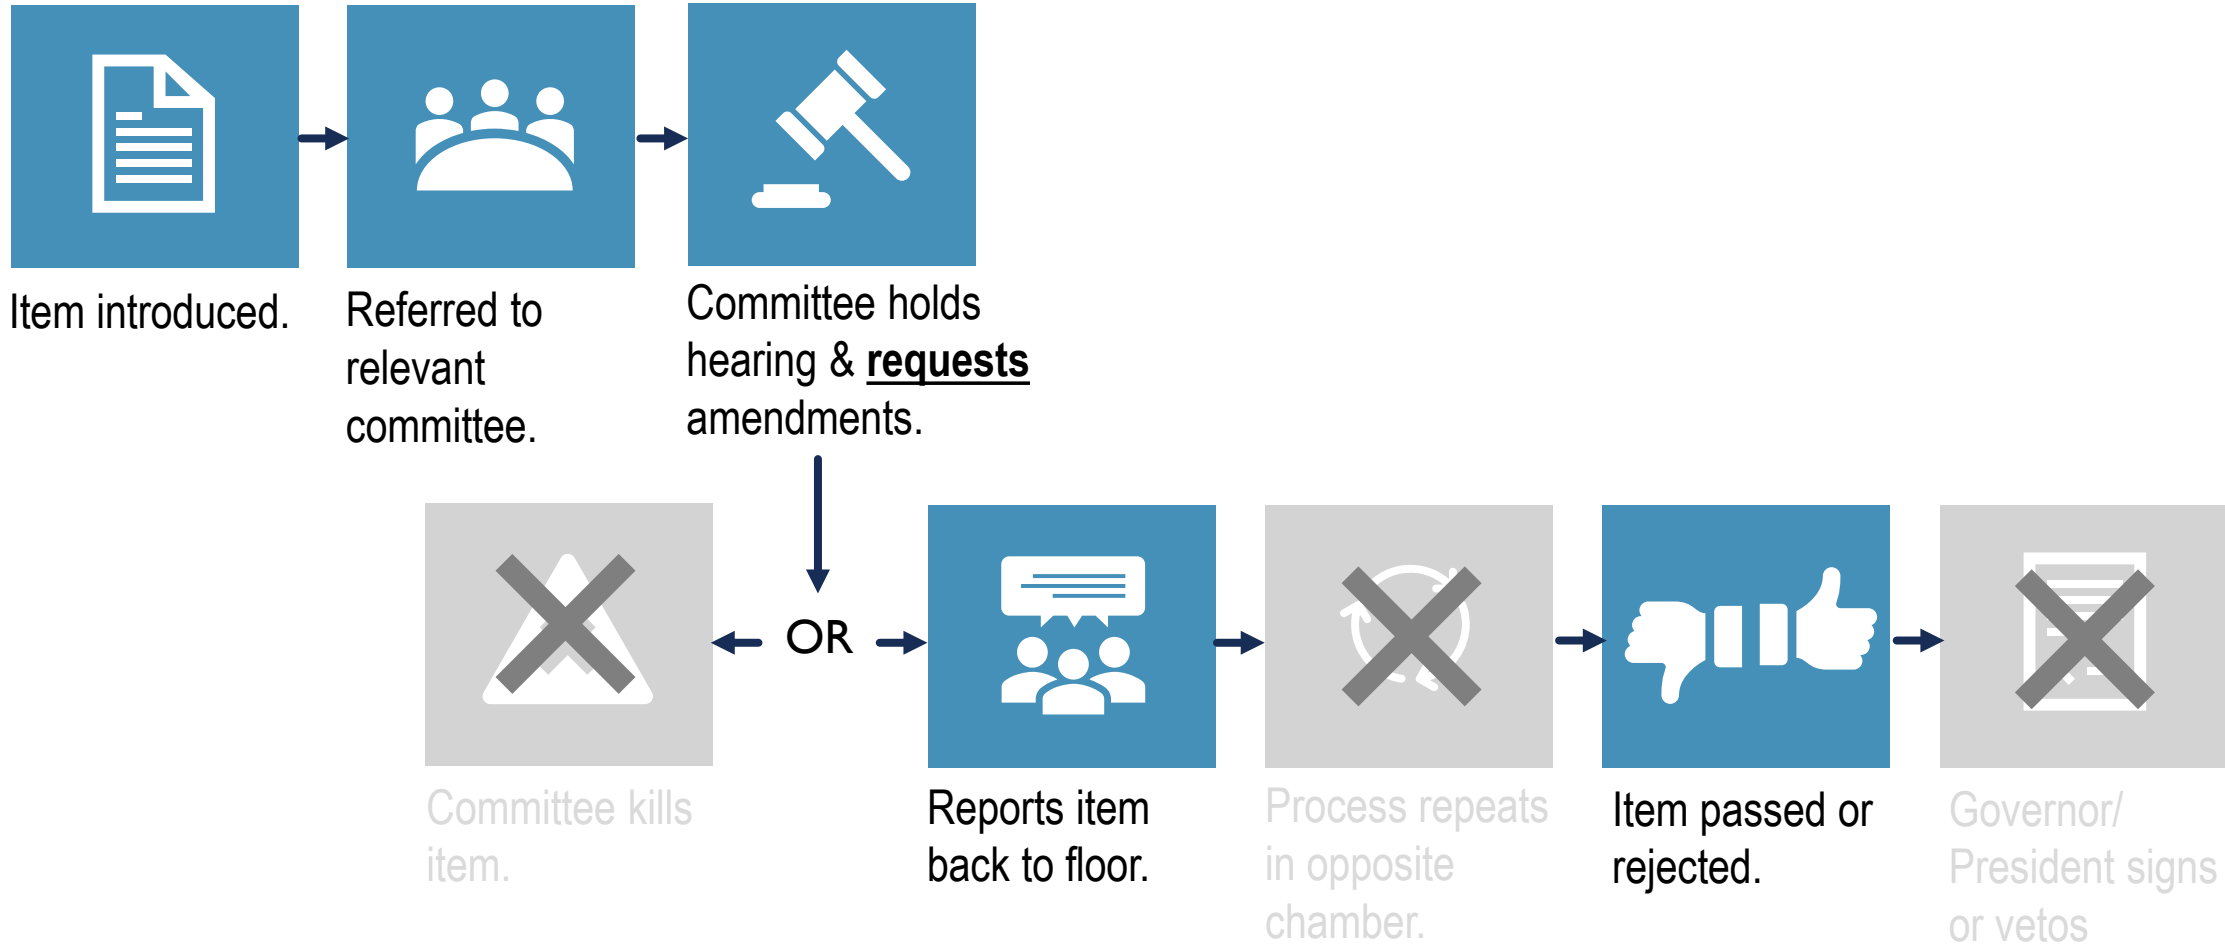 Item introduced.
Referred to
relevant
committee.
Committee holds
hearing & requests
amendments.
OR
Committee kills
item.
Reports item
back to floor.
Process repeats
in opposite
chamber.
Item passed or
rejected.
Governor/
President signs
or vetos